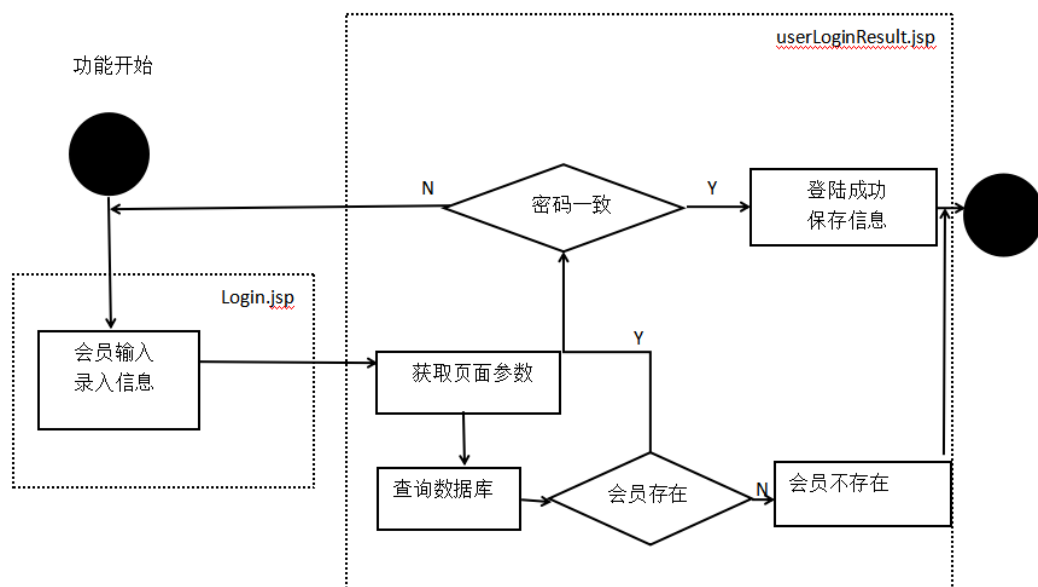 userLoginResult.jsp
功能开始
N
密码一致
Y
登陆成功
保存信息
Login.jsp
会员输入
录入信息
Y
获取页面参数
查询数据库
会员存在
N
会员不存在